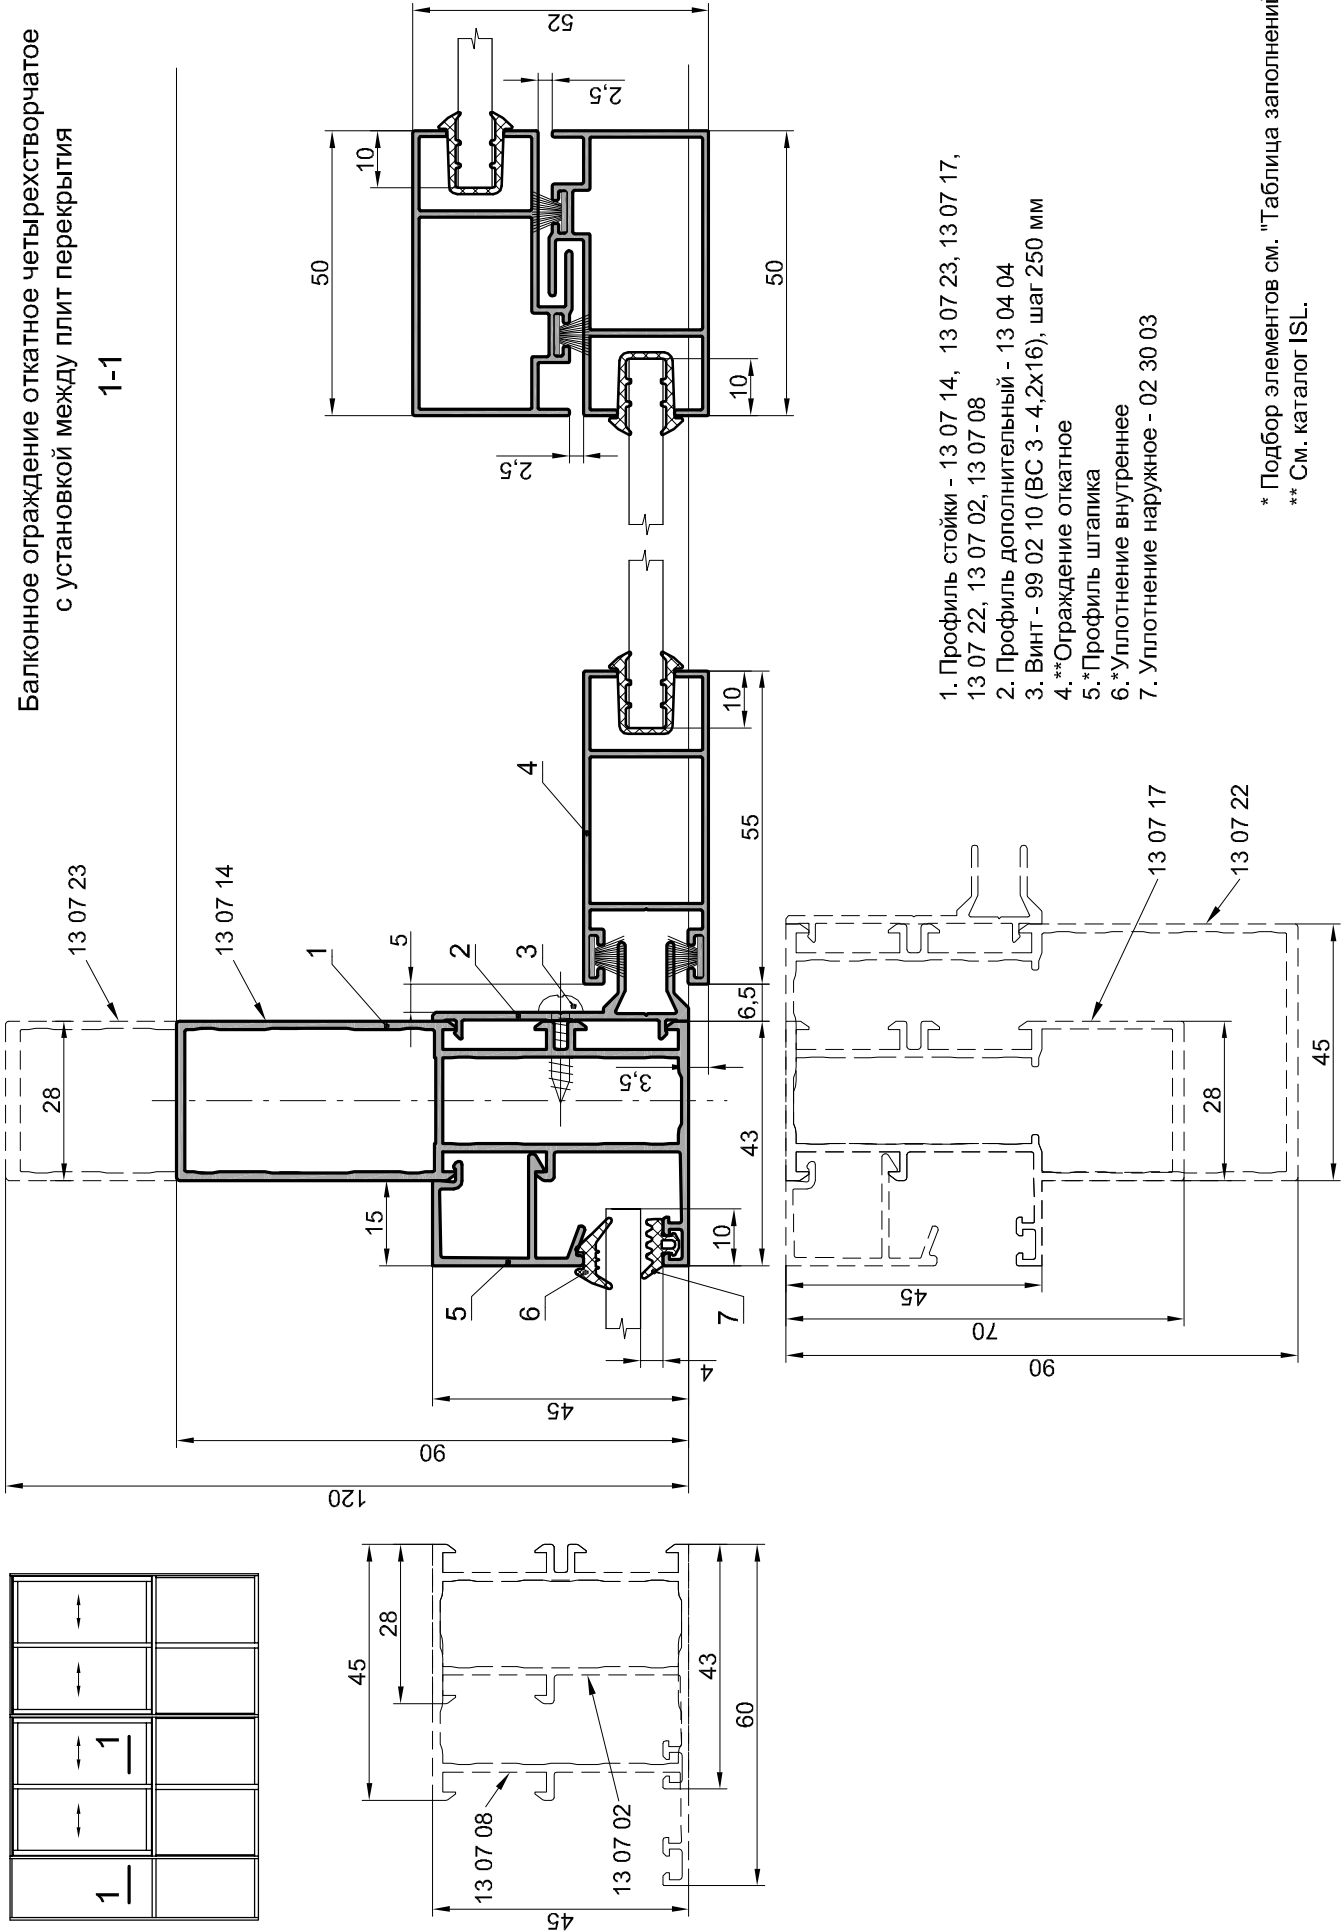 Балконное ограждение откатное четырехстворчатое
с установкой между плит перекрытия
1-1
52
2,5
10
50
50
10
2,5
10
55
4
5
6,5
13 07 23
13 07 14
1
2
3
28
3,5
43
15
10
5
6
7
4
45
90
120
13 07 17
13 07 22
28
45
45
70
90
1
1
45
28
43
60
13 07 08
13 07 02
45
1. Профиль стойки - 13 07 14, 13 07 23, 13 07 17,
13 07 22, 13 07 02, 13 07 08
2. Профиль дополнительный - 13 04 04
3. Винт - 99 02 10 (ВС 3 - 4,2x16), шаг 250 мм
4. **Ограждение откатное
5. *Профиль штапика
6.*Уплотнение внутреннее
7. Уплотнение наружное - 02 30 03
* Подбор элементов см. "Таблица заполнений
** См. каталог ISL.